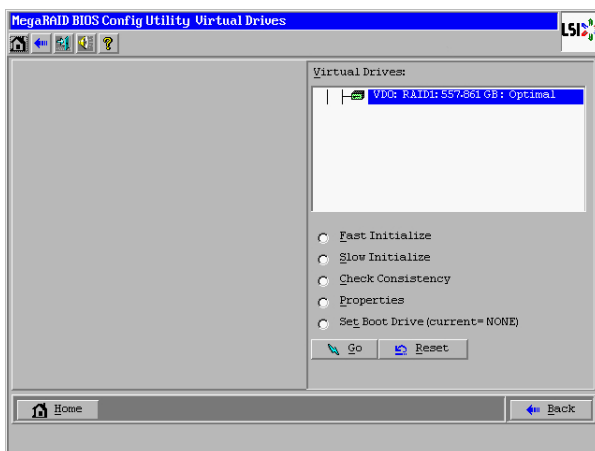 MegaRAID BIOS Config Utility Virtual Drives
LSI
Virtual Drives:
VD0: RAID1: 557.861 GB: Optimal
Fast Initialize
Slow Initialize
Check Consistency
Properties
Set Boot Drive (current= NONE)
Go
Reset
Home
Back